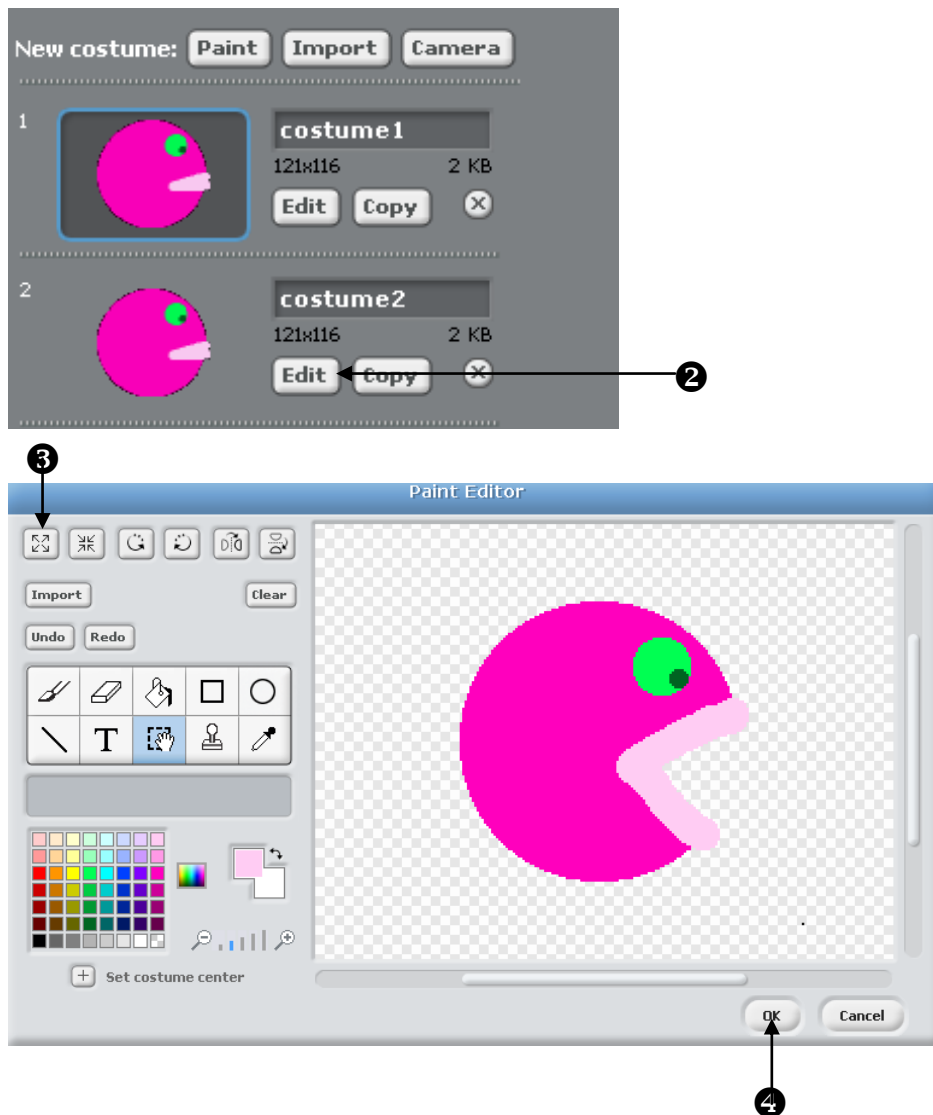 New costume: Paint Import Camera
1
costume1
121x116 2 KB
Edit Copy
2
costume2
121x116 2 KB
Edit Copy
❷
❸
Paint Editor
Import Clear
Undo Redo
T
Set costume center
OK Cancel
❹